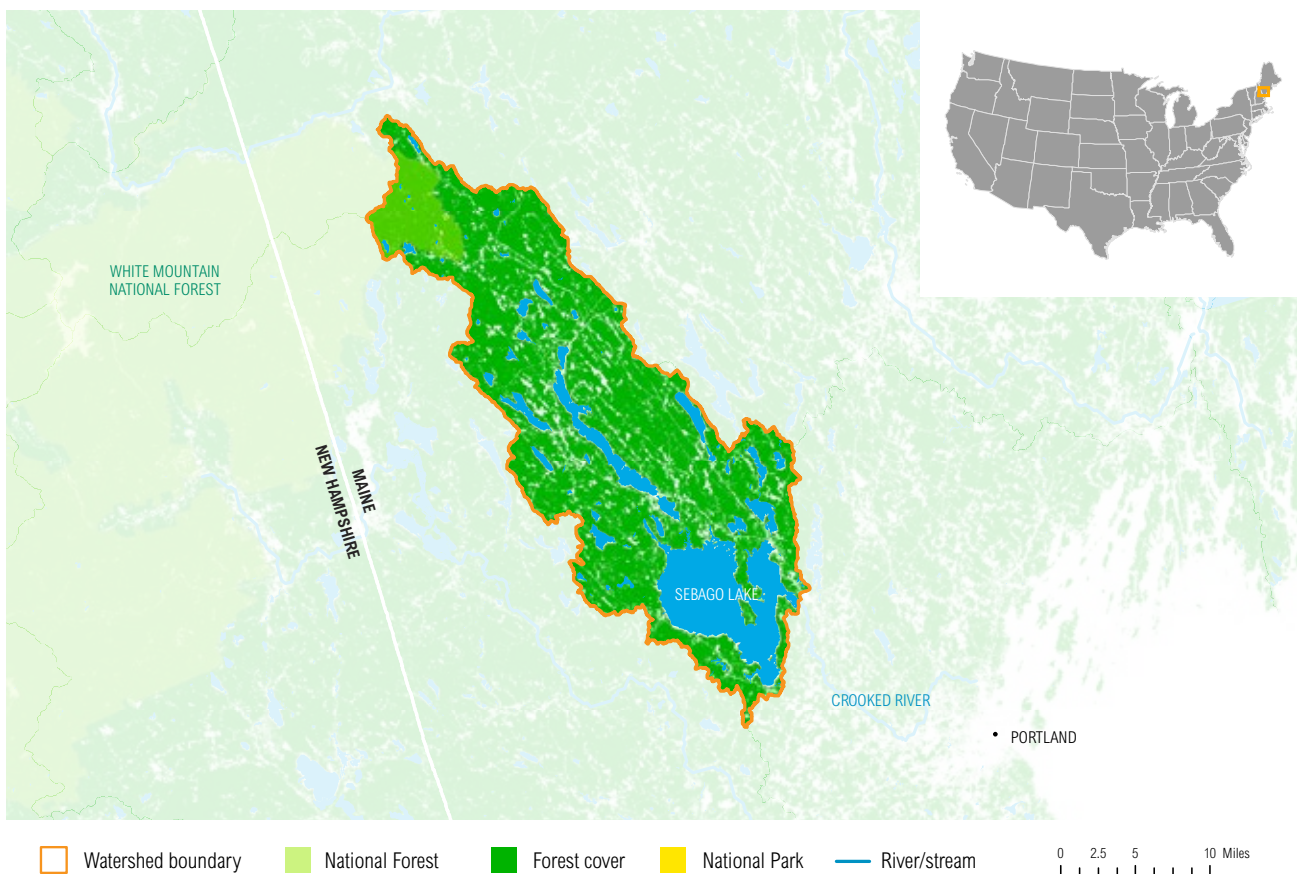 WHITE MOUNTAIN
NATIONAL FOREST
MAINE
NEW HAMPSHIRE
SEBAGO LAKE
CROOKED RIVER
PORTLAND
Watershed boundary
National Forest
Forest cover
National Park
River/stream
0 2.5 5 10 Miles